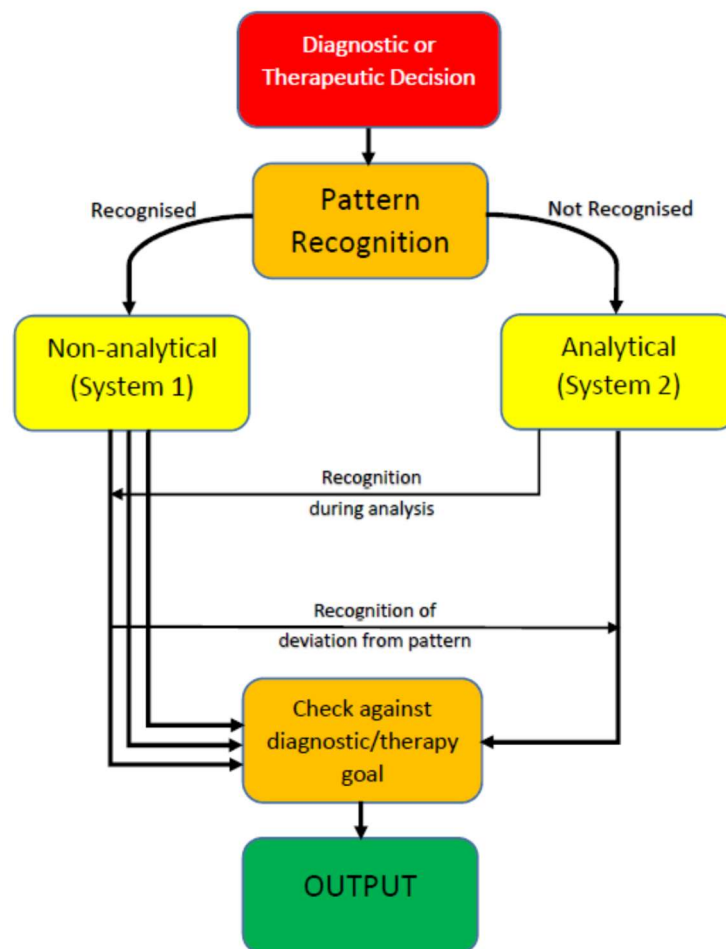 Diagnostic or
Therapeutic Decision
Recognised
Pattern
Recognition
Not Recognised
Non-analytical
(System 1)
Analytical
(System 2)
Recognition
during analysis
Recognition of
deviation from pattern
Check against
diagnostic/therapy
goal
OUTPUT